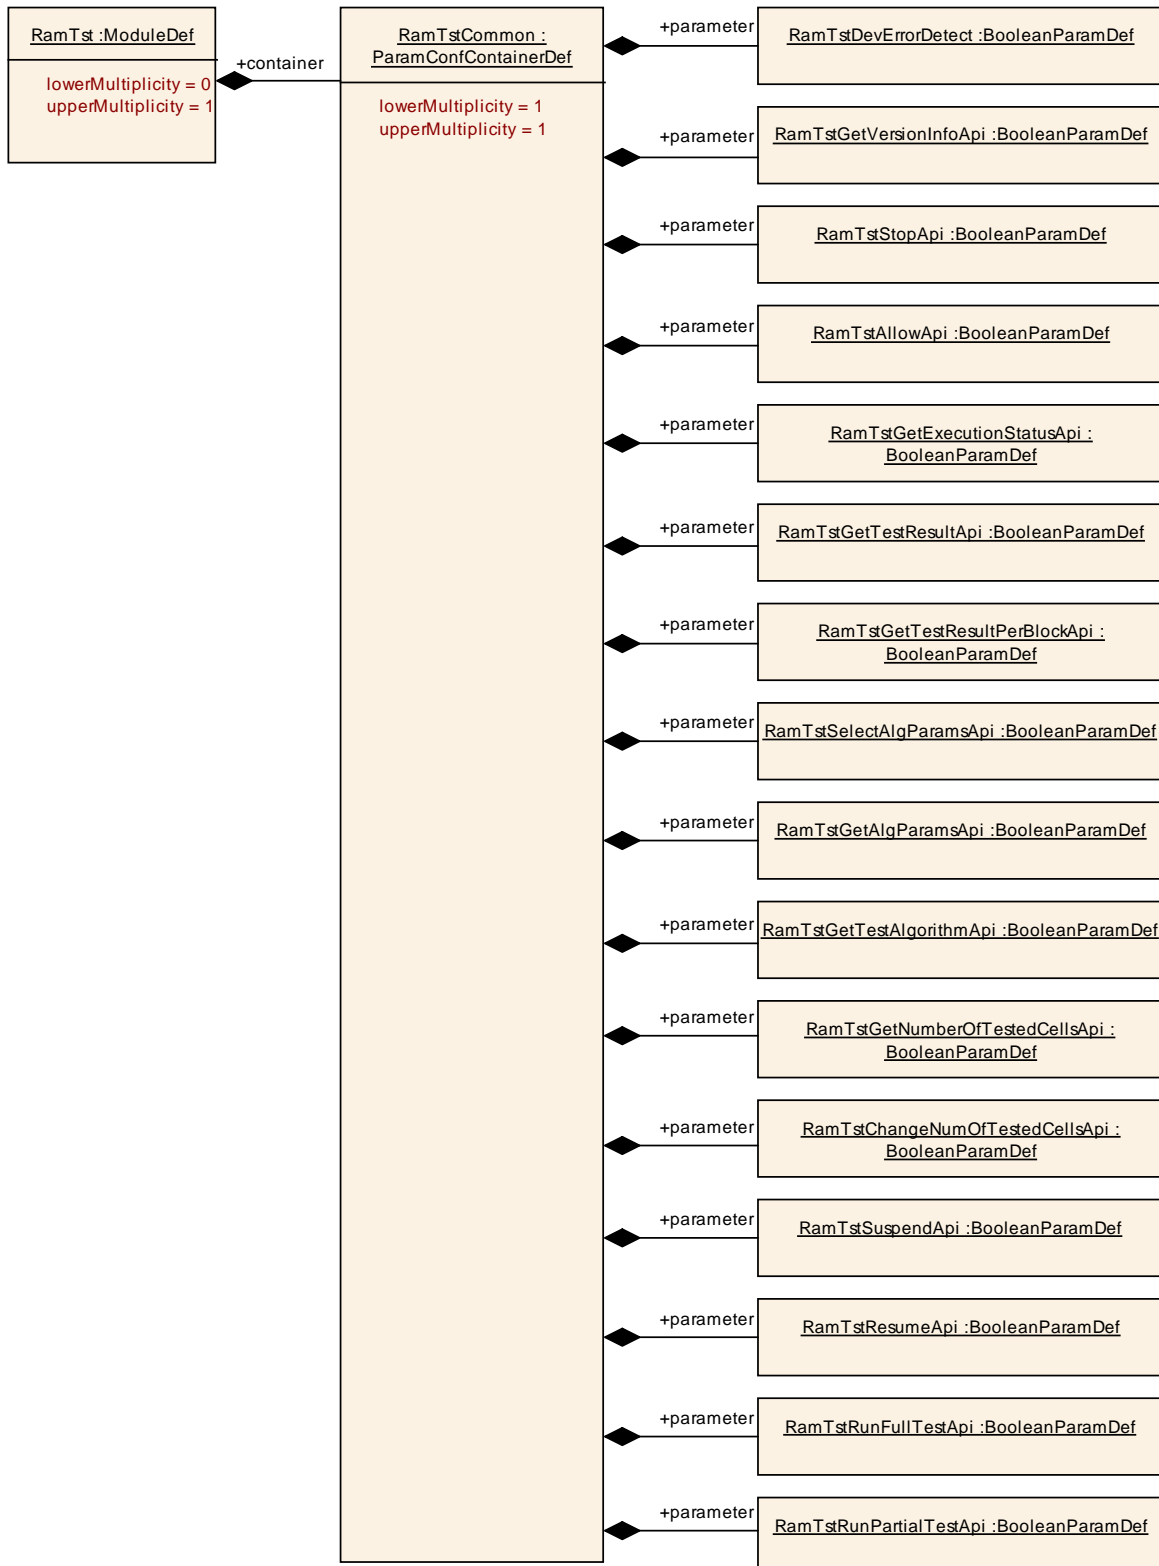 RamTst :ModuleDef
lowerMultiplicity = 0
upperMultiplicity = 1
+container
RamTstCommon :
ParamConfContainerDef
lowerMultiplicity = 1
upperMultiplicity = 1
+parameter
RamTstDevErrorDetect :BooleanParamDef
+parameter
RamTstGetVersionInfoApi :BooleanParamDef
+parameter
RamTstStopApi :BooleanParamDef
+parameter
RamTstAllowApi :BooleanParamDef
+parameter
RamTstGetExecutionStatusApi :
BooleanParamDef
+parameter
RamTstGetTestResultApi :BooleanParamDef
+parameter
RamTstGetTestResultPerBlockApi :
BooleanParamDef
+parameter
RamTstSelectAlgParamsApi :BooleanParamDef
+parameter
RamTstGetAlgParamsApi :BooleanParamDef
+parameter
RamTstGetTestAlgorithmApi :BooleanParamDef
+parameter
RamTstGetNumberOfTestedCellsApi :
BooleanParamDef
+parameter
RamTstChangeNumOfTestedCellsApi :
BooleanParamDef
+parameter
RamTstSuspendApi :BooleanParamDef
+parameter
RamTstResumeApi :BooleanParamDef
+parameter
RamTstRunFullTestApi :BooleanParamDef
+parameter
RamTstRunPartialTestApi :BooleanParamDef